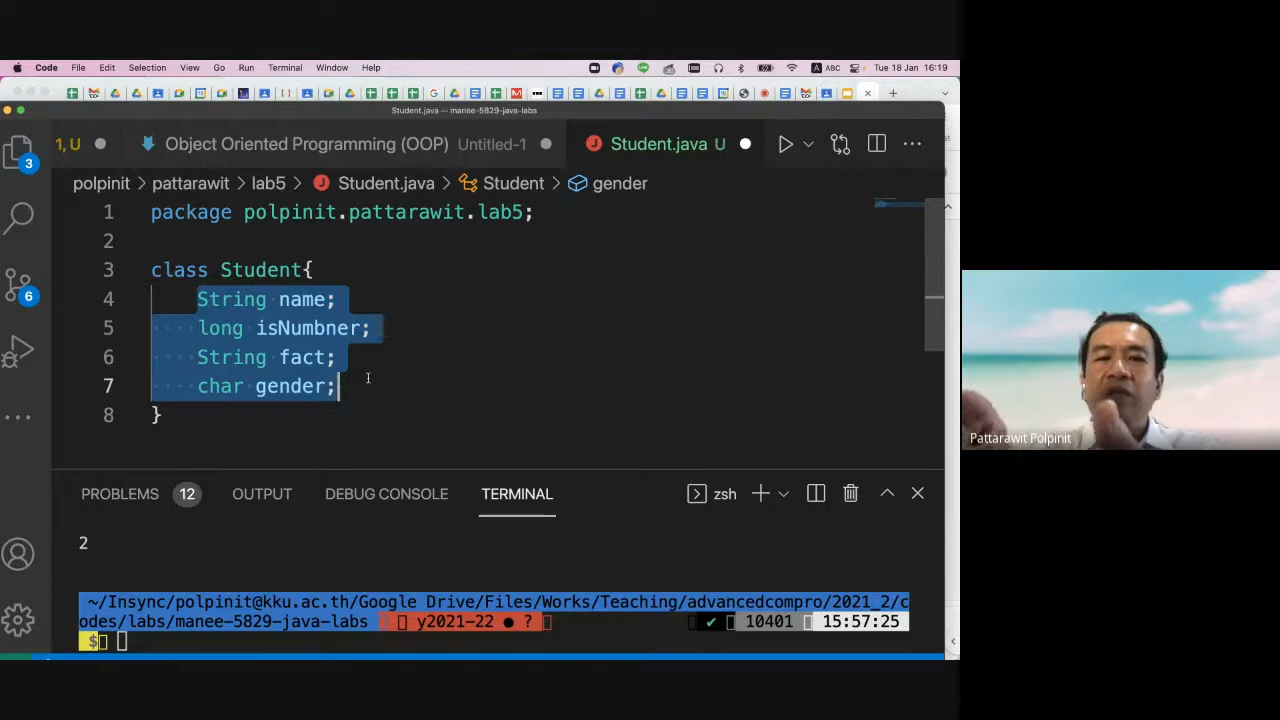 Code File Edit Selection View Go Run Terminal Window Help ABC Tue 18 Jan 16:19
Student.java — manee-5829-java-labs
1, U Object Oriented Programming (OOP) Untitled-1 Student.java U
polpinit pattarawit lab5 Student.java Student gender
1 package polpinit.pattarawit.lab5;
2
3 class Student{
4 String name;
5 long isNumbner;
6 String fact;
7 char gender;
8 }
3
6
PROBLEMS 12 OUTPUT DEBUG CONSOLE TERMINAL zsh
2
~/Insync/polpinit@kku.ac.th/Google Drive/Files/Works/Teaching/advancedcompro/2021_2/c
odes/labs/manee-5829-java-labs y2021-22 ● ? ✔ 10401 15:57:25
$
Pattarawit Polpinit